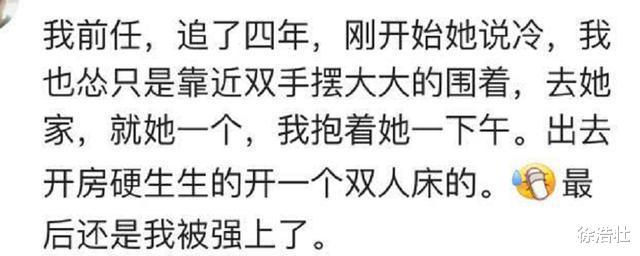 我前任，追了四年，刚开始她说冷，我
也怂只是靠近双手摆大大的围着，去她
家，就她一个，我抱着她一下午。出去
开房硬生生的开一个双人床的。最
后还是我被强上了。
徐浩壮